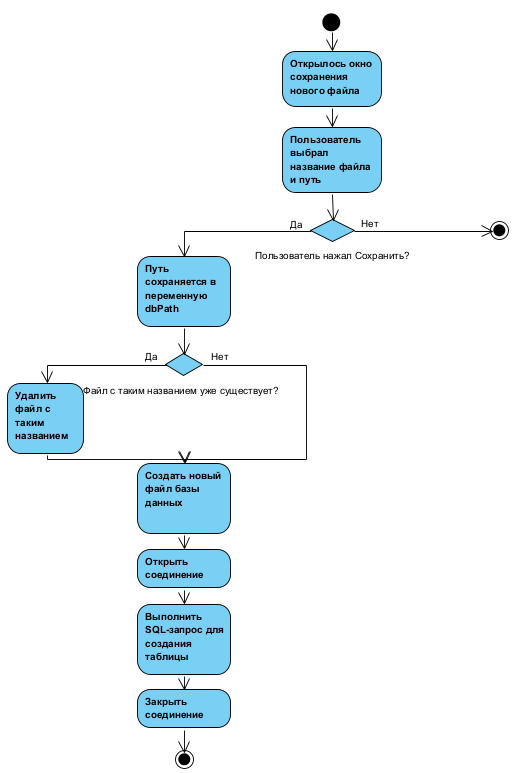 Открылось окно
сохранения
нового файла
Пользователь
выбрал
название файла
и путь
Да
Нет
Пользователь нажал Сохранить?
Путь
сохраняется в
переменную
dbPath
Да
Нет
Файл с таким названием уже существует?
Удалить
файл с
таким
названием
Создать новый
файл базы
данных
Открыть
соединение
Выполнить
SQL-запрос для
создания
таблицы
Закрыть
соединение